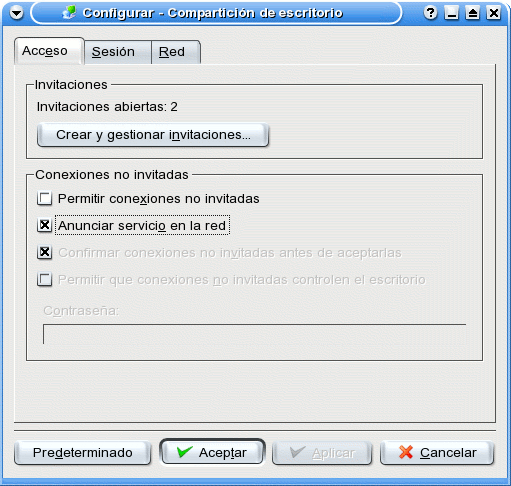 Configurar - Compartición de escritorio
Acceso Sesión Red
Invitaciones
Invitaciones abiertas: 2
Crear y gestionar invitaciones...
Conexiones no invitadas
Permitir conexiones no invitadas
Anunciar servicio en la red
Confirmar conexiones no invitadas antes de aceptarlas
Permitir que conexiones no invitadas controlen el escritorio
Contraseña:
Predeterminado Aceptar Aplicar Cancelar